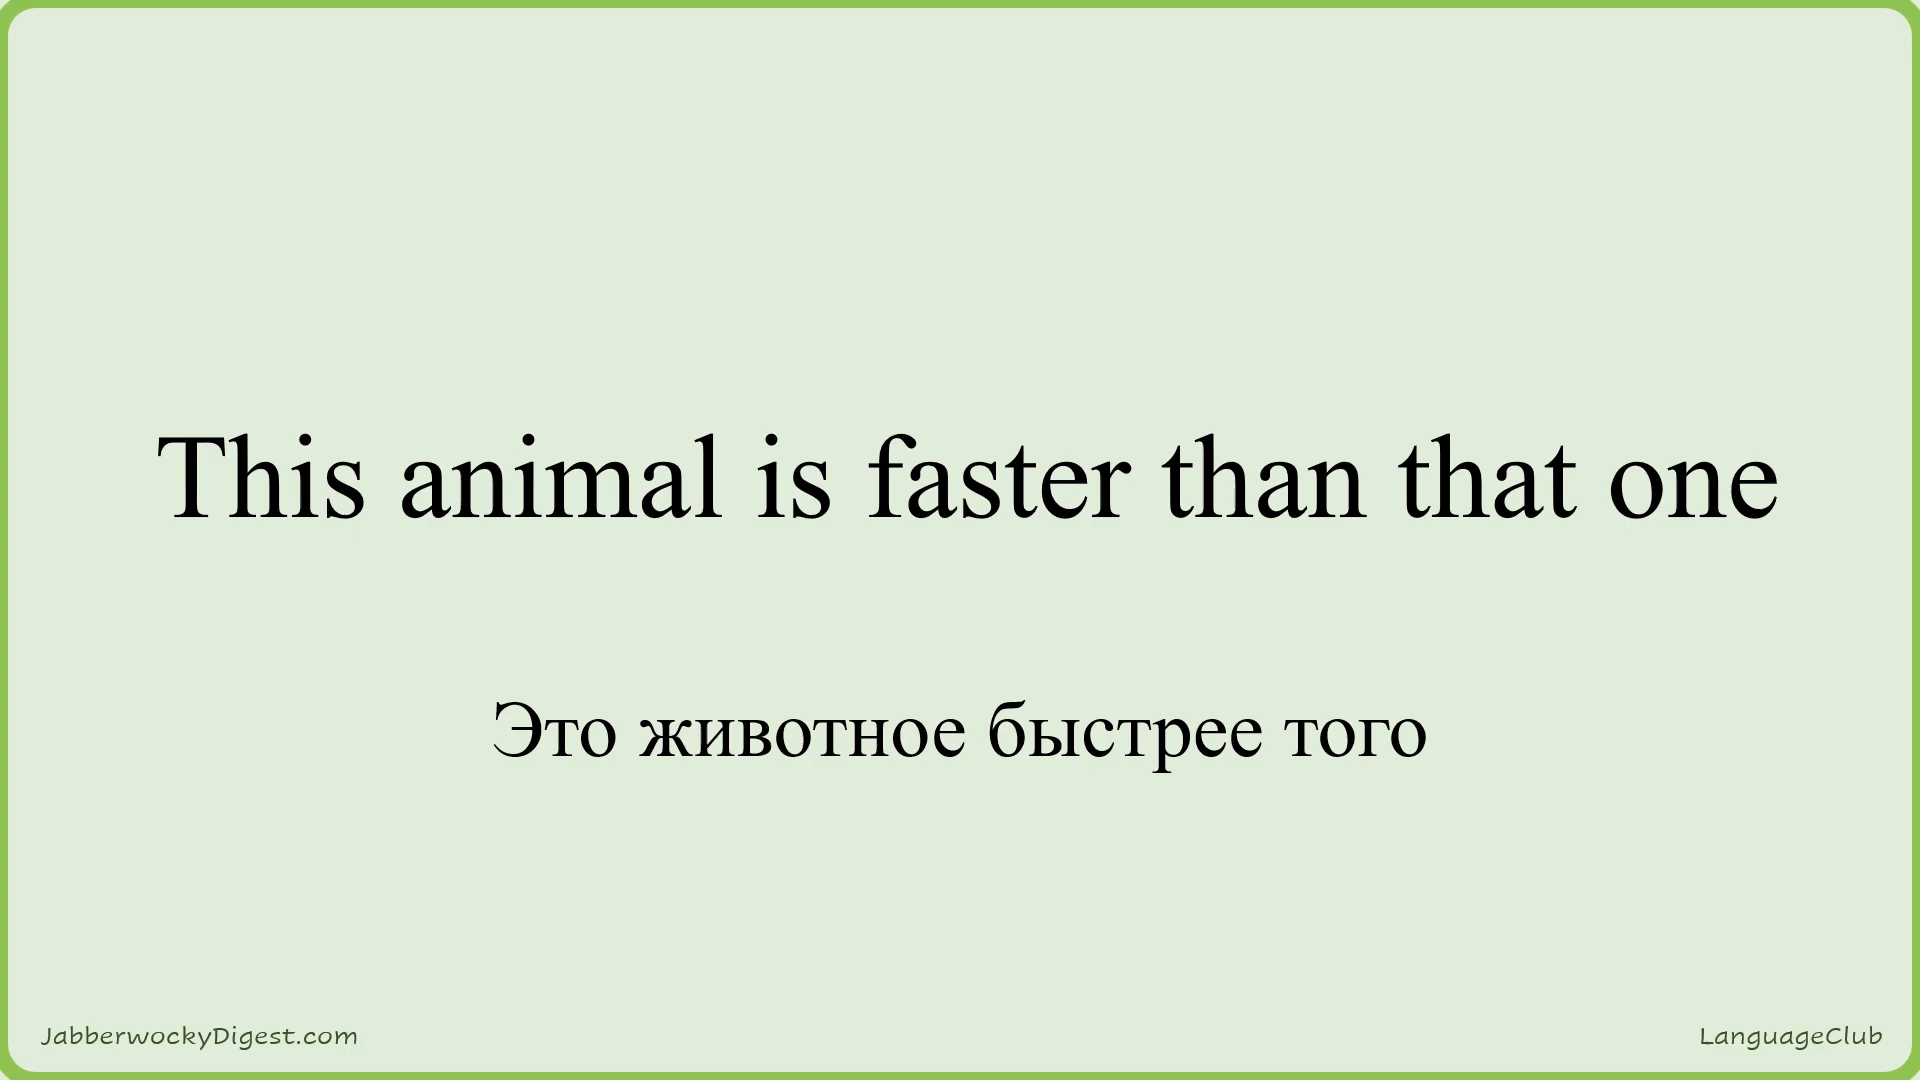 This animal is faster than that one
Это животное быстрее того
JabberwockyDigest.com
LanguageClub